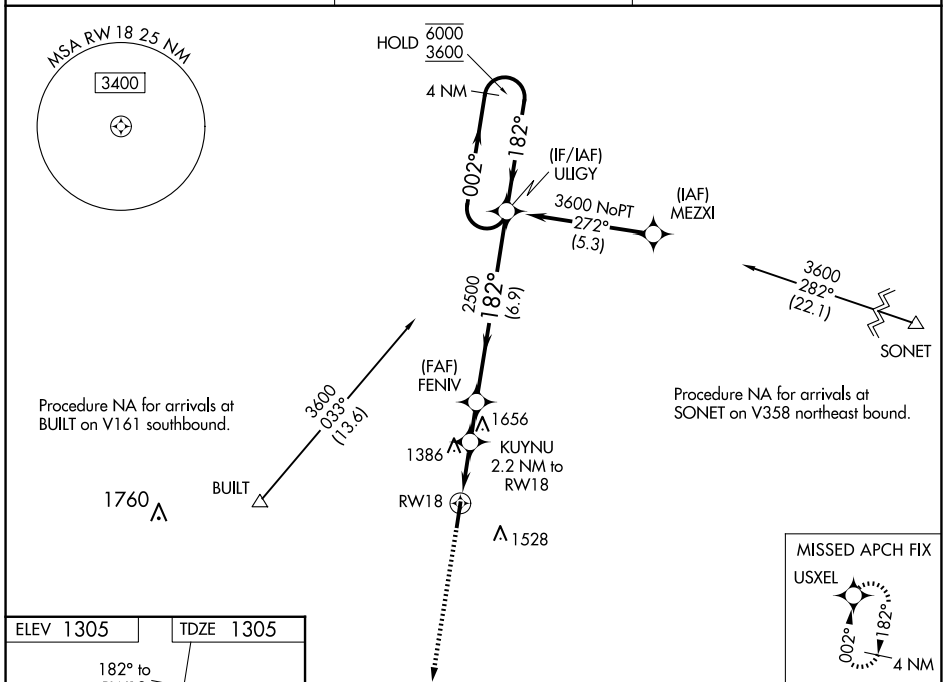 MSA RW 18 25 NM
3400
HOLD 6000
3600
4 NM
002°
182°
(IF/IAF)
ULIGY
3600 NoPT
272°
(5.3)
(IAF)
MEZXI
3600
282°
(22.1)
SONET
2500
182°
(6.9)
Procedure NA for arrivals at
BUILT on V161 southbound.
3600
033°
(13.6)
BUILT
1760
(FAF)
FENIV
1656
1386
KUYNU
2.2 NM to
RW18
RW18
1528
Procedure NA for arrivals at
SONET on V358 northeast bound.
MISSED APCH FIX
USXEL
002°
182°
4 NM
ELEV 1305
TDZE 1305
182° to